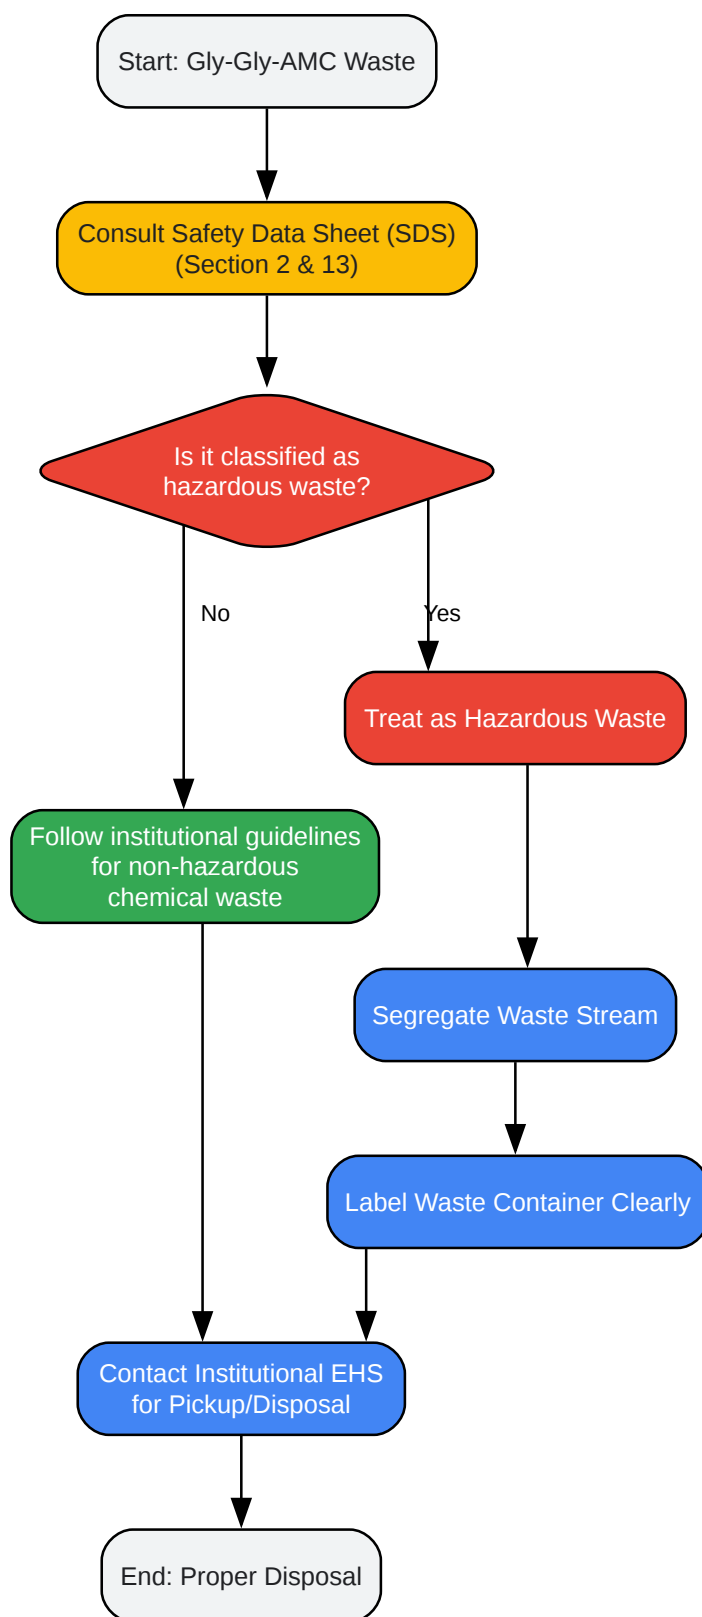 Start: Gly-Gly-AMC Waste
Consult Safety Data Sheet (SDS)
(Section 2 & 13)
Is it classified as
hazardous waste?
No
Yes
Treat as Hazardous Waste
Follow institutional guidelines
for non-hazardous
chemical waste
Segregate Waste Stream
Label Waste Container Clearly
Contact Institutional EHS
for Pickup/Disposal
End: Proper Disposal